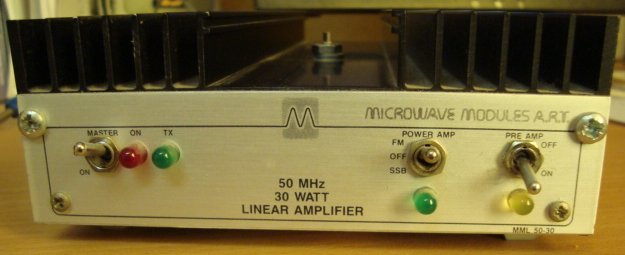 MICROWAVE MODULES A.R.T.
MASTER ON TX
ON
POWER AMP
FM
OFF
SSB
PRE AMP
OFF
ON
50 MHz
30 WATT
LINEAR AMPLIFIER
MML 50-30